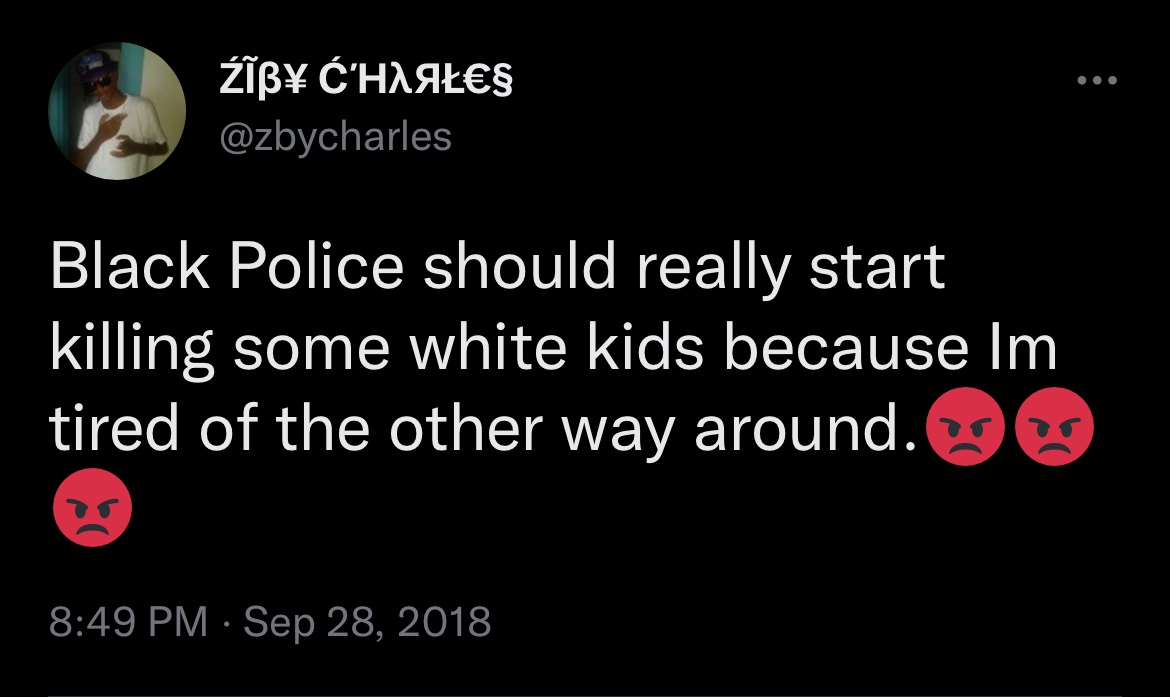 ŹĨβ¥ Ć'HλЯŁ€§
@zbycharles
Black Police should really start
killing some white kids because Im
tired of the other way around.😡😡
😡
8:49 PM · Sep 28, 2018